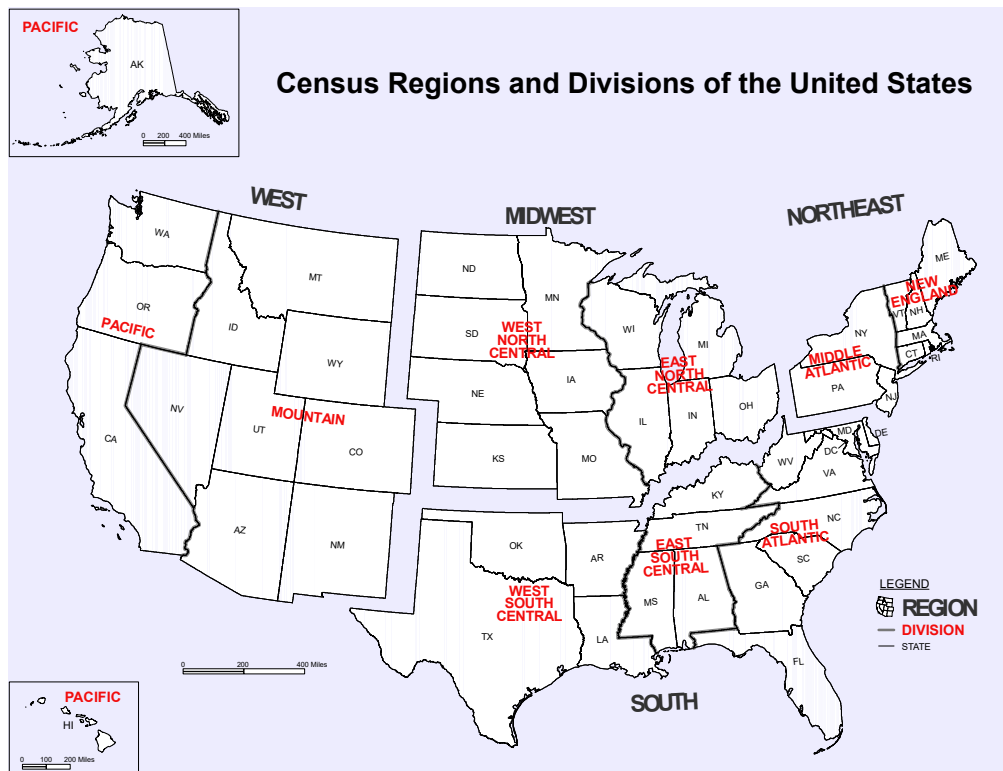 PACIFIC
AK
0 200 400 Miles
Census Regions and Divisions of the United States
WEST
MIDWEST
NORTHEAST
WA
MT
ND
MN
ME
OR
ID
SD
WI
MI
NY
VT
NH
NEW
ENGLAND
PACIFIC
WY
WEST
NORTH
CENTRAL
MA
CT
RI
MIDDLE
ATLANTIC
EAST
NORTH
CENTRAL
NE
IA
PA
NJ
NV
MOUNTAIN
IL
IN
OH
CA
UT
CO
KS
MO
WV
MD
DE
DC
VA
KY
AZ
NM
OK
AR
TN
NC
SOUTH
ATLANTIC
EAST
SOUTH
CENTRAL
SC
WEST
SOUTH
CENTRAL
MS
AL
GA
TX
LA
FL
LEGEND
REGION
DIVISION
STATE
0 200 400 Miles
SOUTH
PACIFIC
HI
0 100 200 Miles